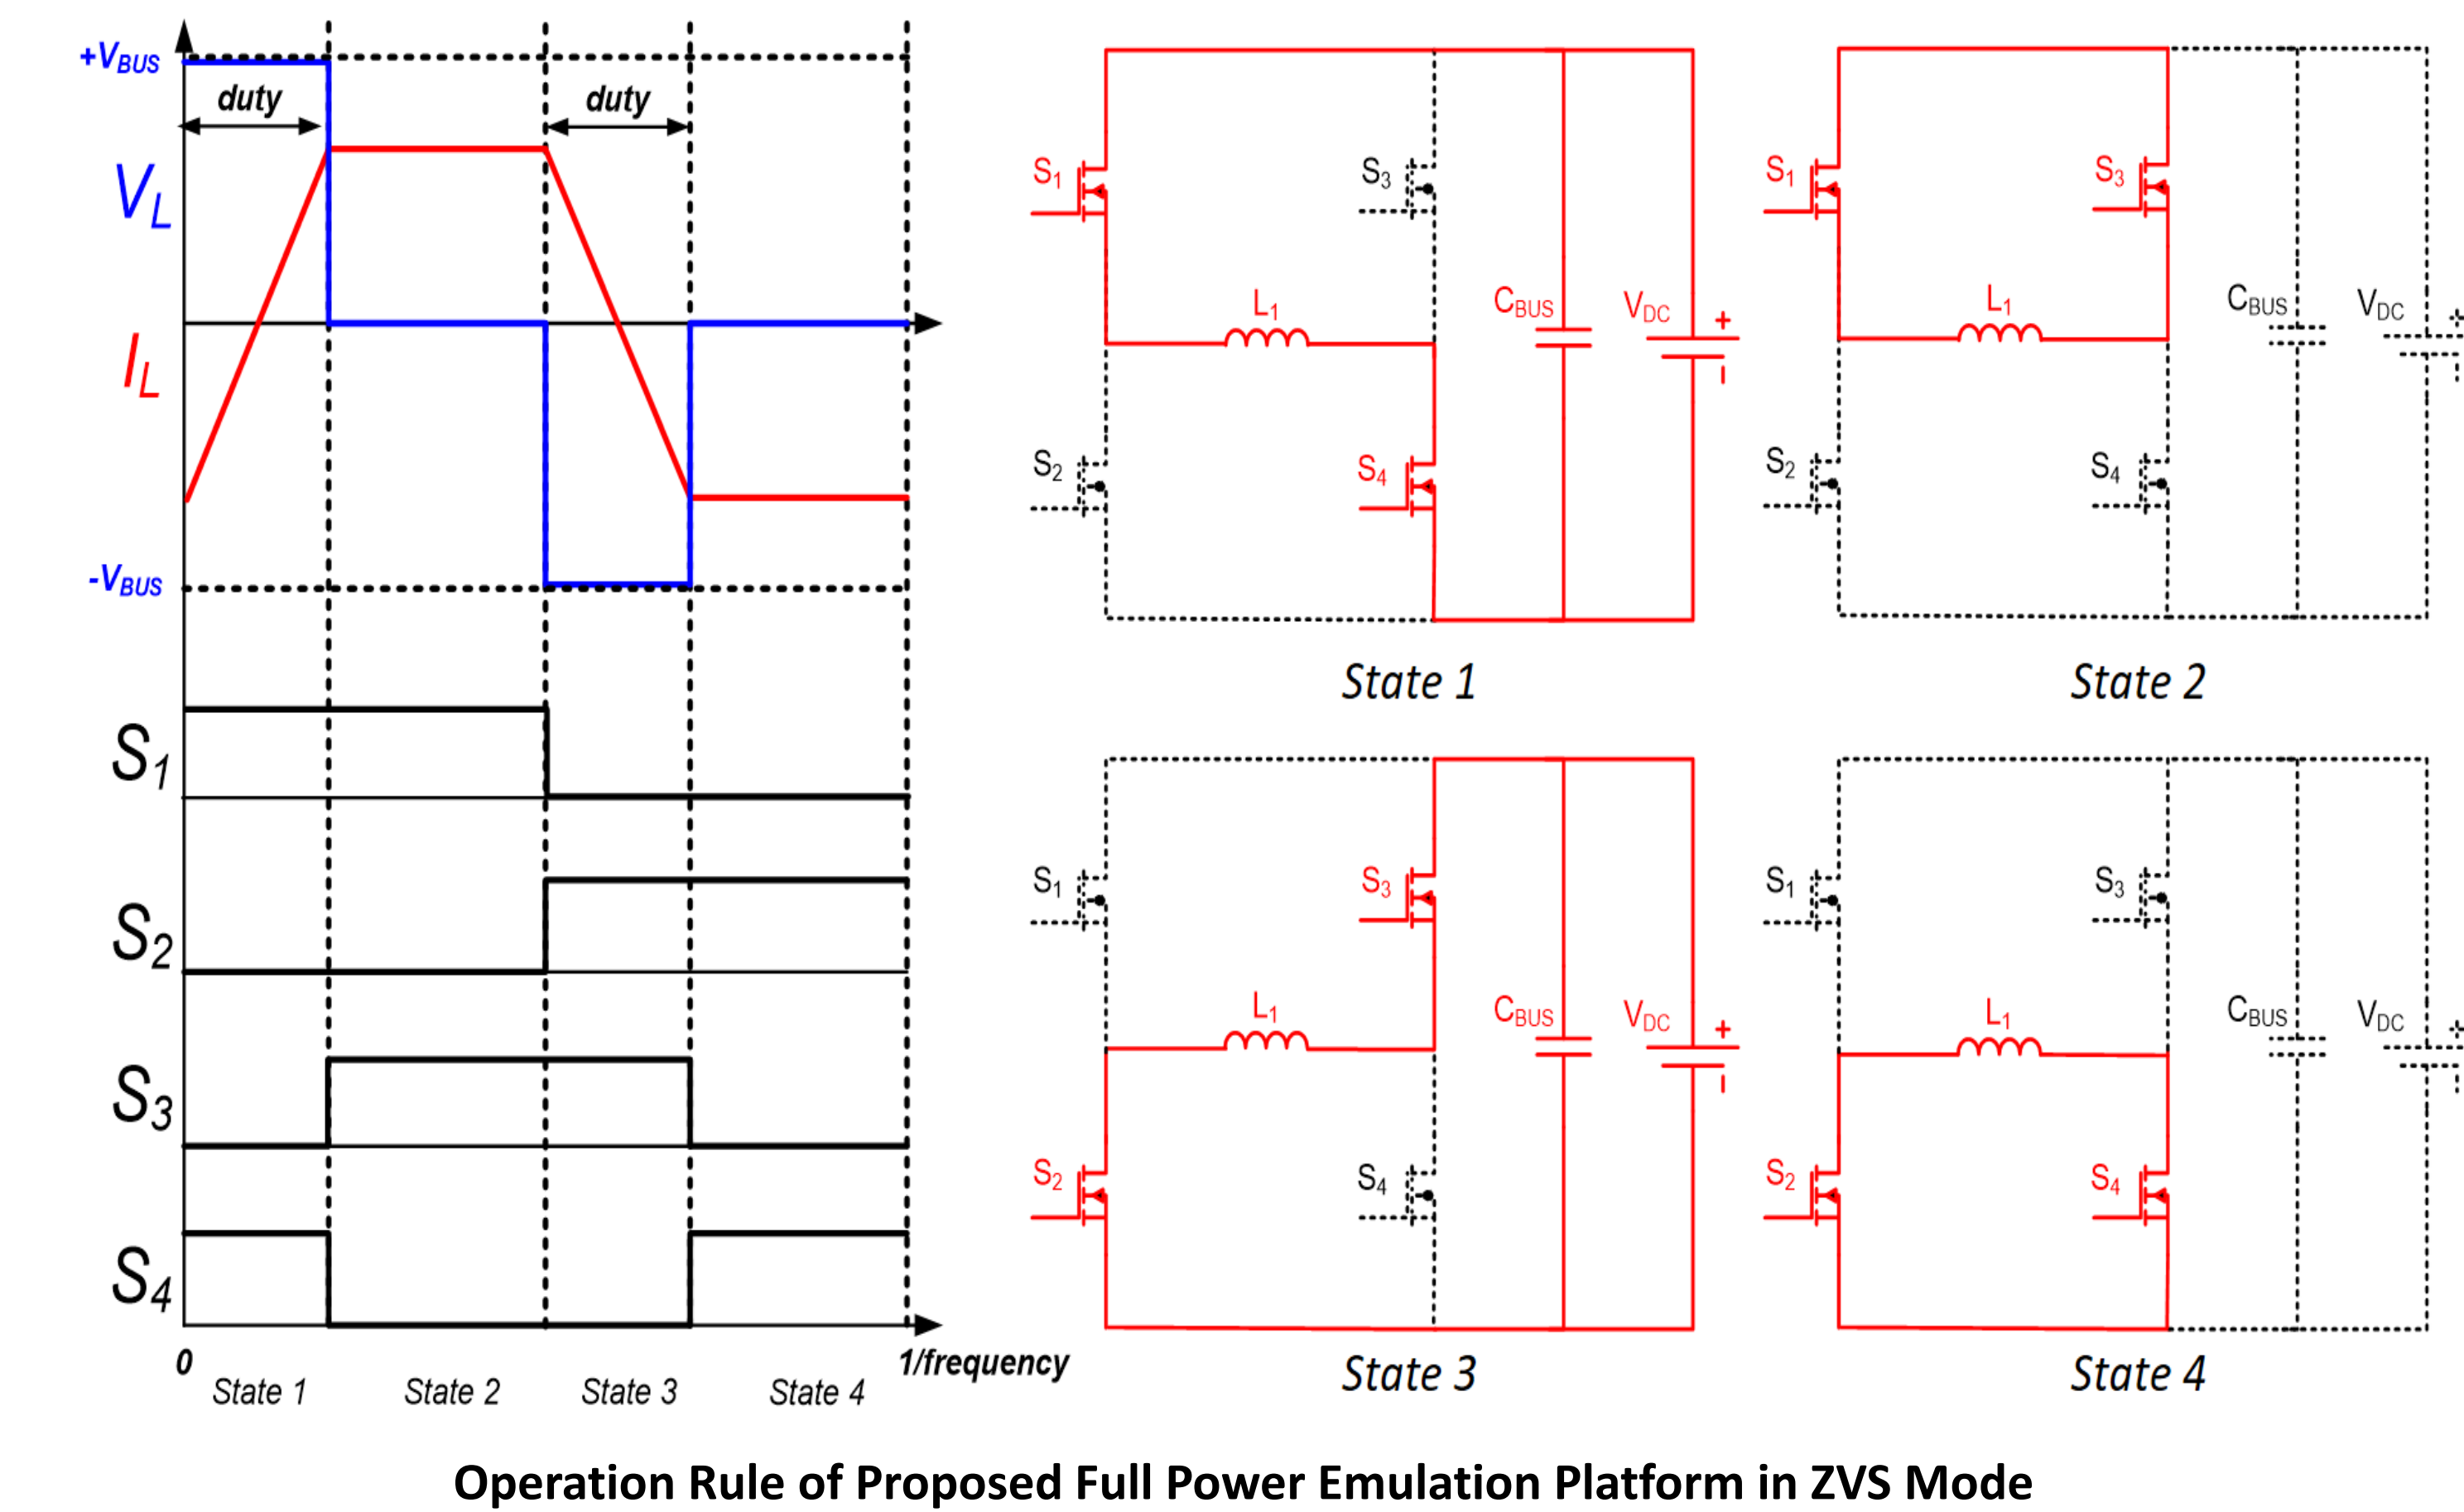 +VBUS
duty
duty
VL
IL
-VBUS
S1
S2
S3
S4
0
1/frequency
State 1
State 2
State 3
State 4
S1
S3
L1
CBUS
VDC
+
S2
S4
State 1
S1
S3
L1
CBUS
VDC
+
S2
S4
State 2
S1
S3
L1
CBUS
VDC
+
S2
S4
State 3
S1
S3
L1
CBUS
VDC
+
S2
S4
State 4
Operation Rule of Proposed Full Power Emulation Platform in ZVS Mode